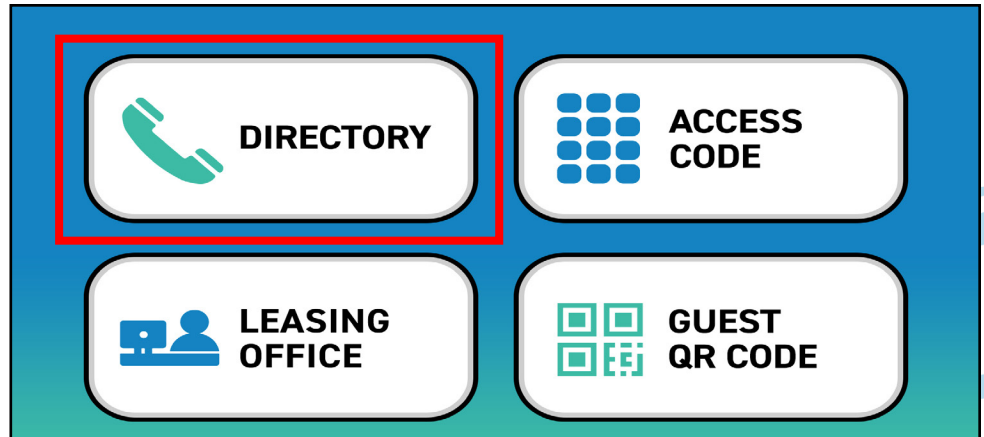 DIRECTORY
ACCESS
CODE
LEASING
OFFICE
GUEST
QR CODE